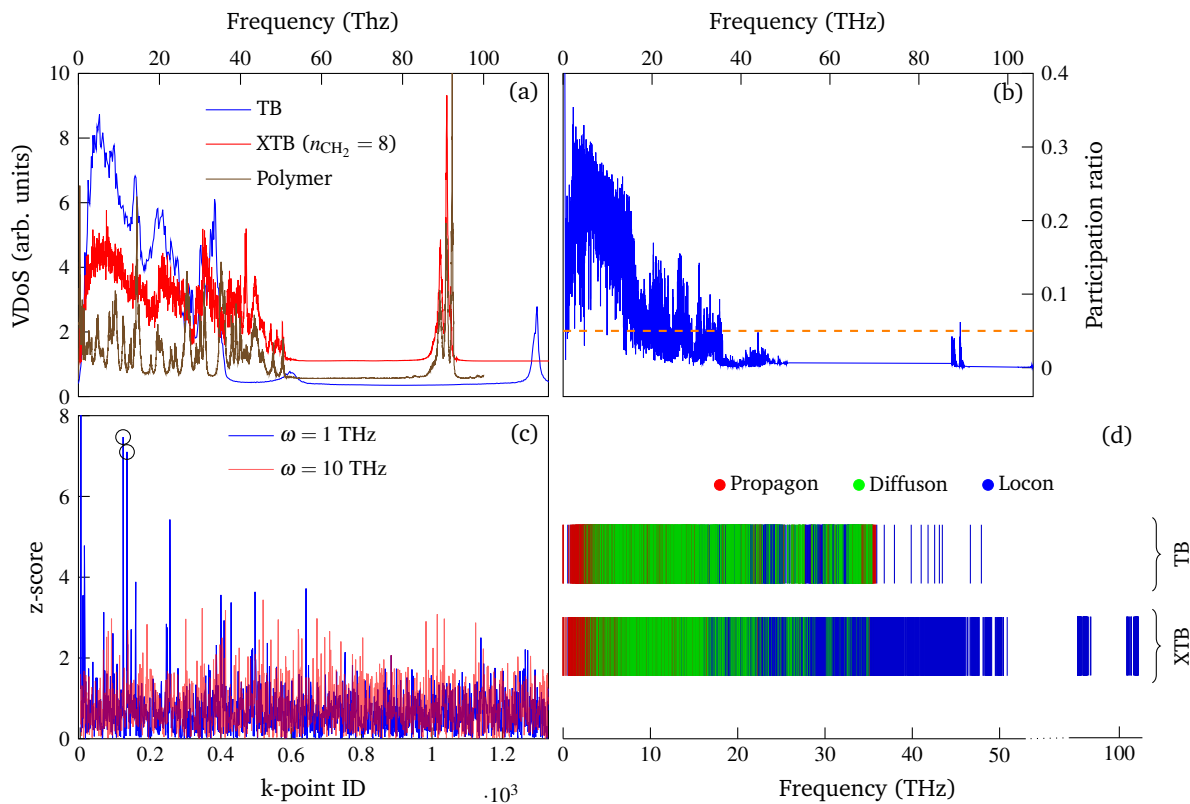 Frequency (Thz)
Frequency (THz)
0 20 40 60 80 100
0 20 40 60 80 100
10
8
6
4
2
0
VDoS (arb. units)
(a)
TB
XTB (nCH2 = 8)
Polymer
(b)
0.4
0.3
0.2
0.1
0
Participation ratio
8
6
4
2
0
z-score
(c)
ω = 1 THz
ω = 10 THz
0 0.2 0.4 0.6 0.8 1 1.2
k-point ID
·10³
(d)
Propagon Diffuson Locon
TB
XTB
0 10 20 30 40 50 100
Frequency (THz)